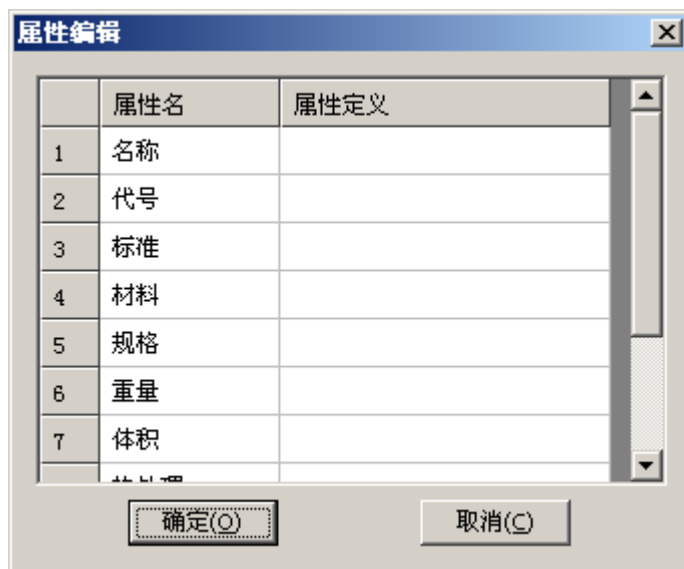 属性编辑
属性名 属性定义
1 名称
2 代号
3 标准
4 材料
5 规格
6 重量
7 体积
确定(O) 取消(C)